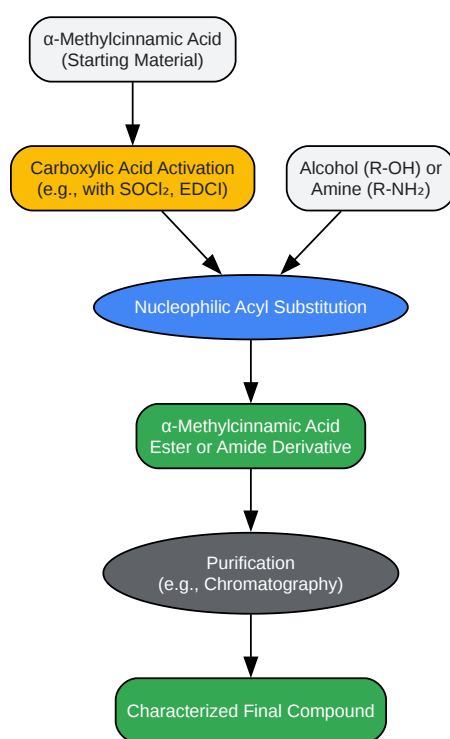 α-Methylcinnamic Acid
(Starting Material)
Carboxylic Acid Activation
(e.g., with SOCl₂, EDCI)
Alcohol (R-OH) or
Amine (R-NH₂)
Nucleophilic Acyl Substitution
α-Methylcinnamic Acid
Ester or Amide Derivative
Purification
(e.g., Chromatography)
Characterized Final Compound